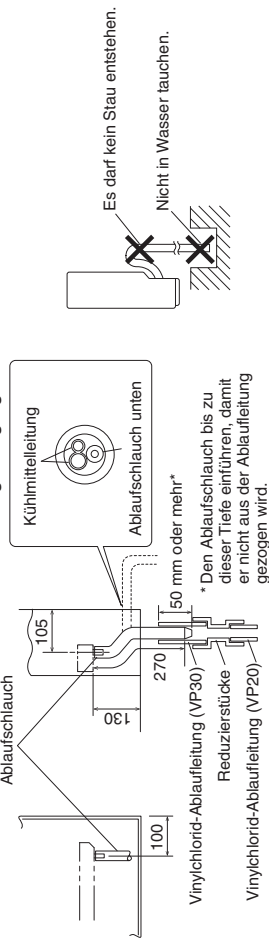 Ablaufschlauch
100
105
130
270
Kühlmittelleitung
Ablaufschlauch unten
50 mm oder mehr*
* Den Ablaufschlauch bis zu
dieser Tiefe einführen, damit
er nicht aus der Ablaufleitung
gezogen wird.
Vinylchlorid-Ablaufleitung (VP30)
Reduzierstücke
Vinylchlorid-Ablaufleitung (VP20)
Es darf kein Stau entstehen.
Nicht in Wasser tauchen.